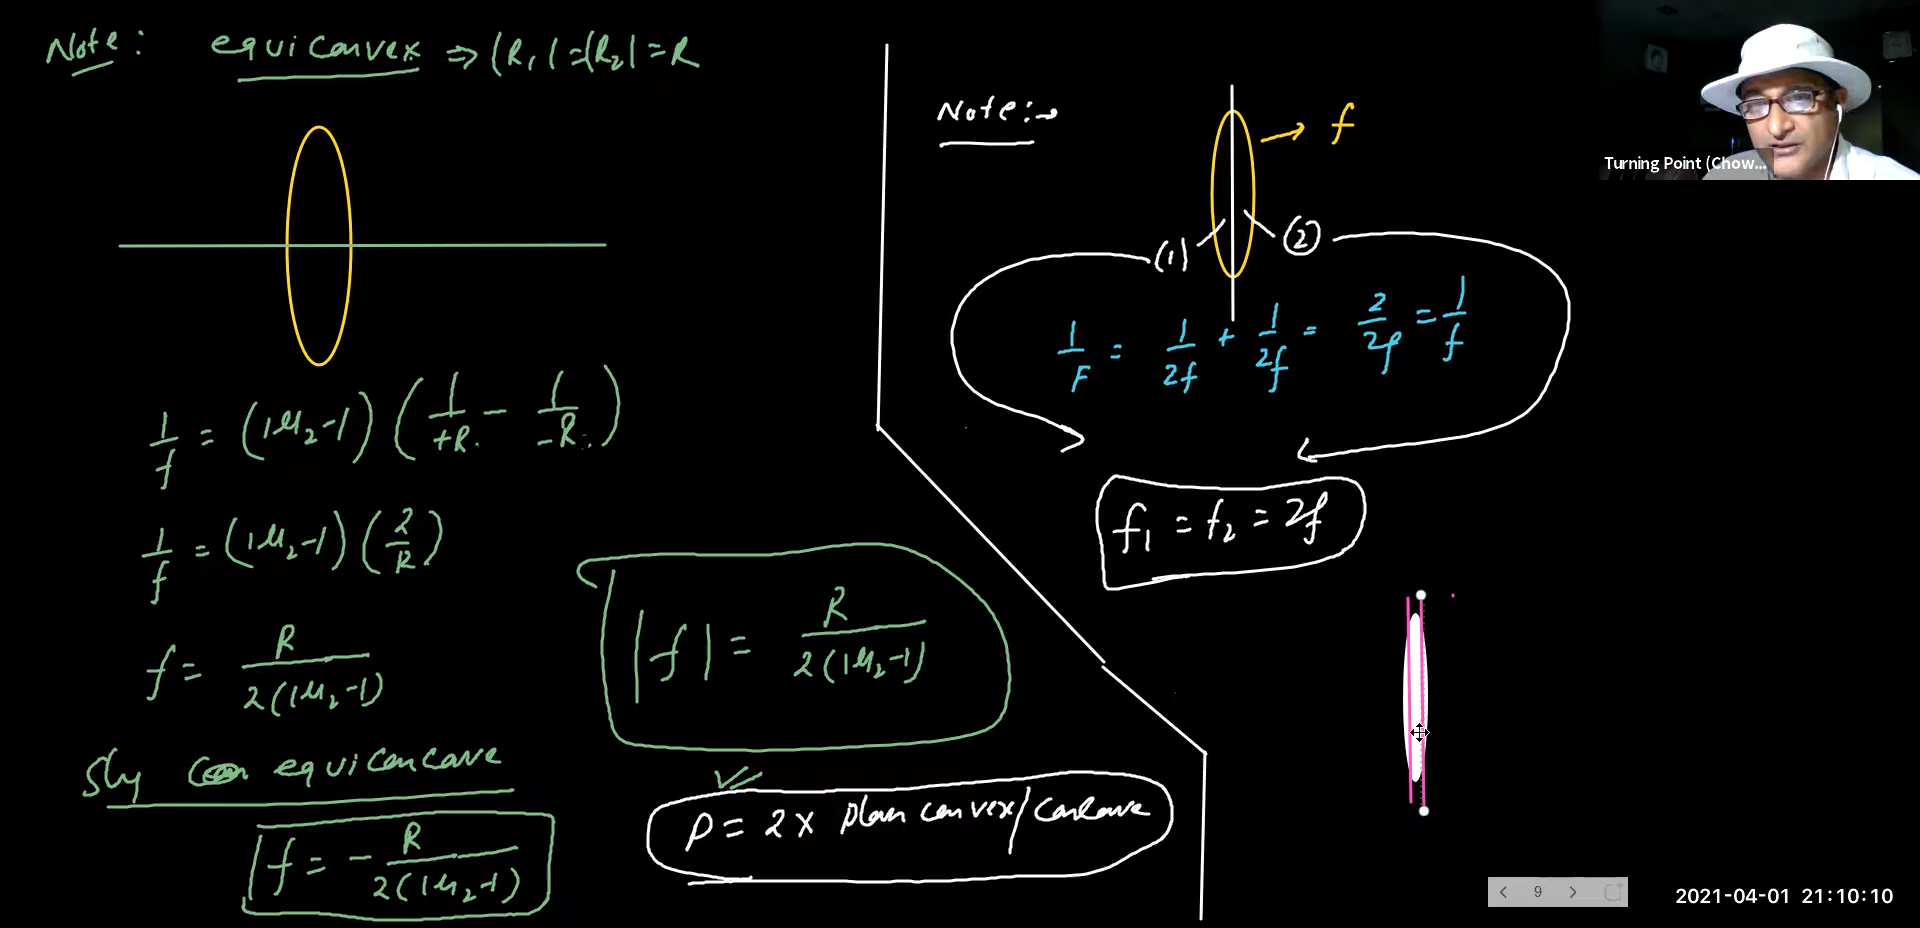 Note: equiconvex ⇒ |R₁| = |R₂| = R
1/f = (₁μ₂-1) (1/+R - 1/-R)
1/f = (₁μ₂-1) (2/R)
f = R/2(₁μ₂-1)
|f| = R/2(₁μ₂-1)
Sly equiconcave
f = - R/2(₁μ₂-1)
P = 2 x plan convex/concave
Note:→
f
(1) 2
1/F = 1/2f + 1/2f = 2/2f = 1/f
f₁ = f₂ = 2f
Turning Point (Chow...
9
2021-04-01 21:10:10